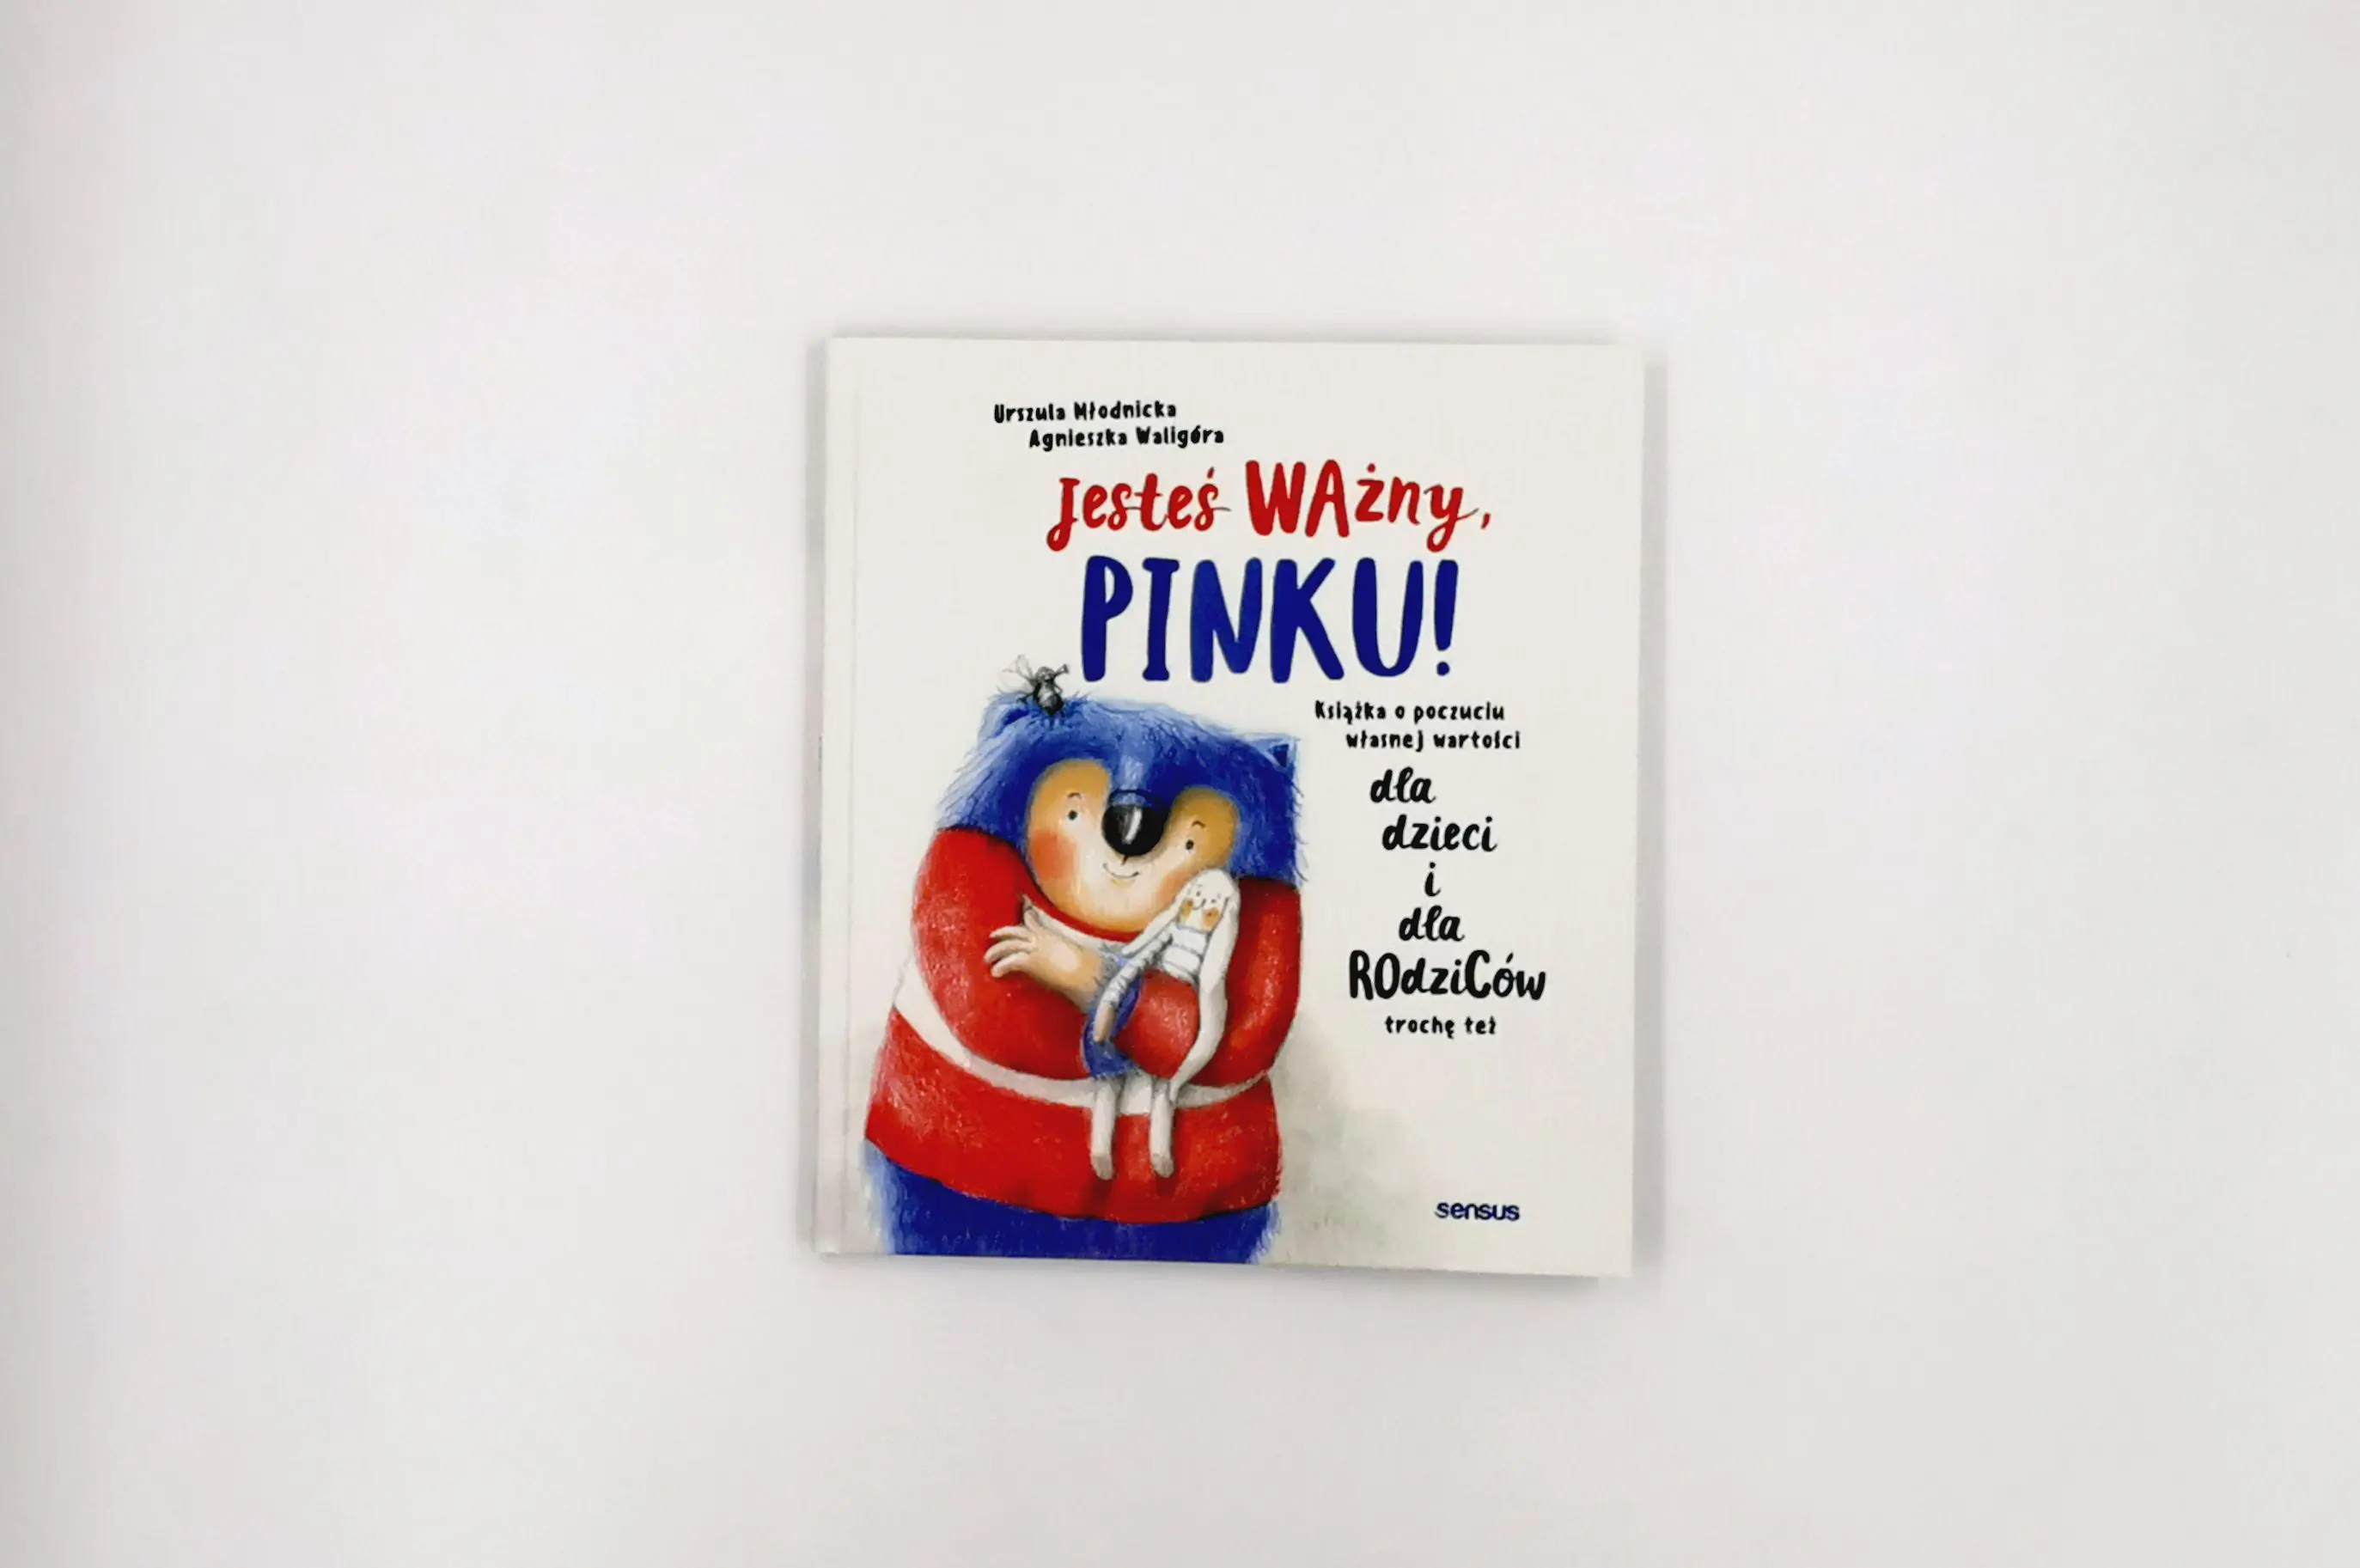 Urszula Młodnicka
Agnieszka Waligóra
Jesteś WAżny,
PINKU!
Książka o poczuciu
własnej wartości
dla
dzieci
i
dla
ROdziCów
trochę też
sensus